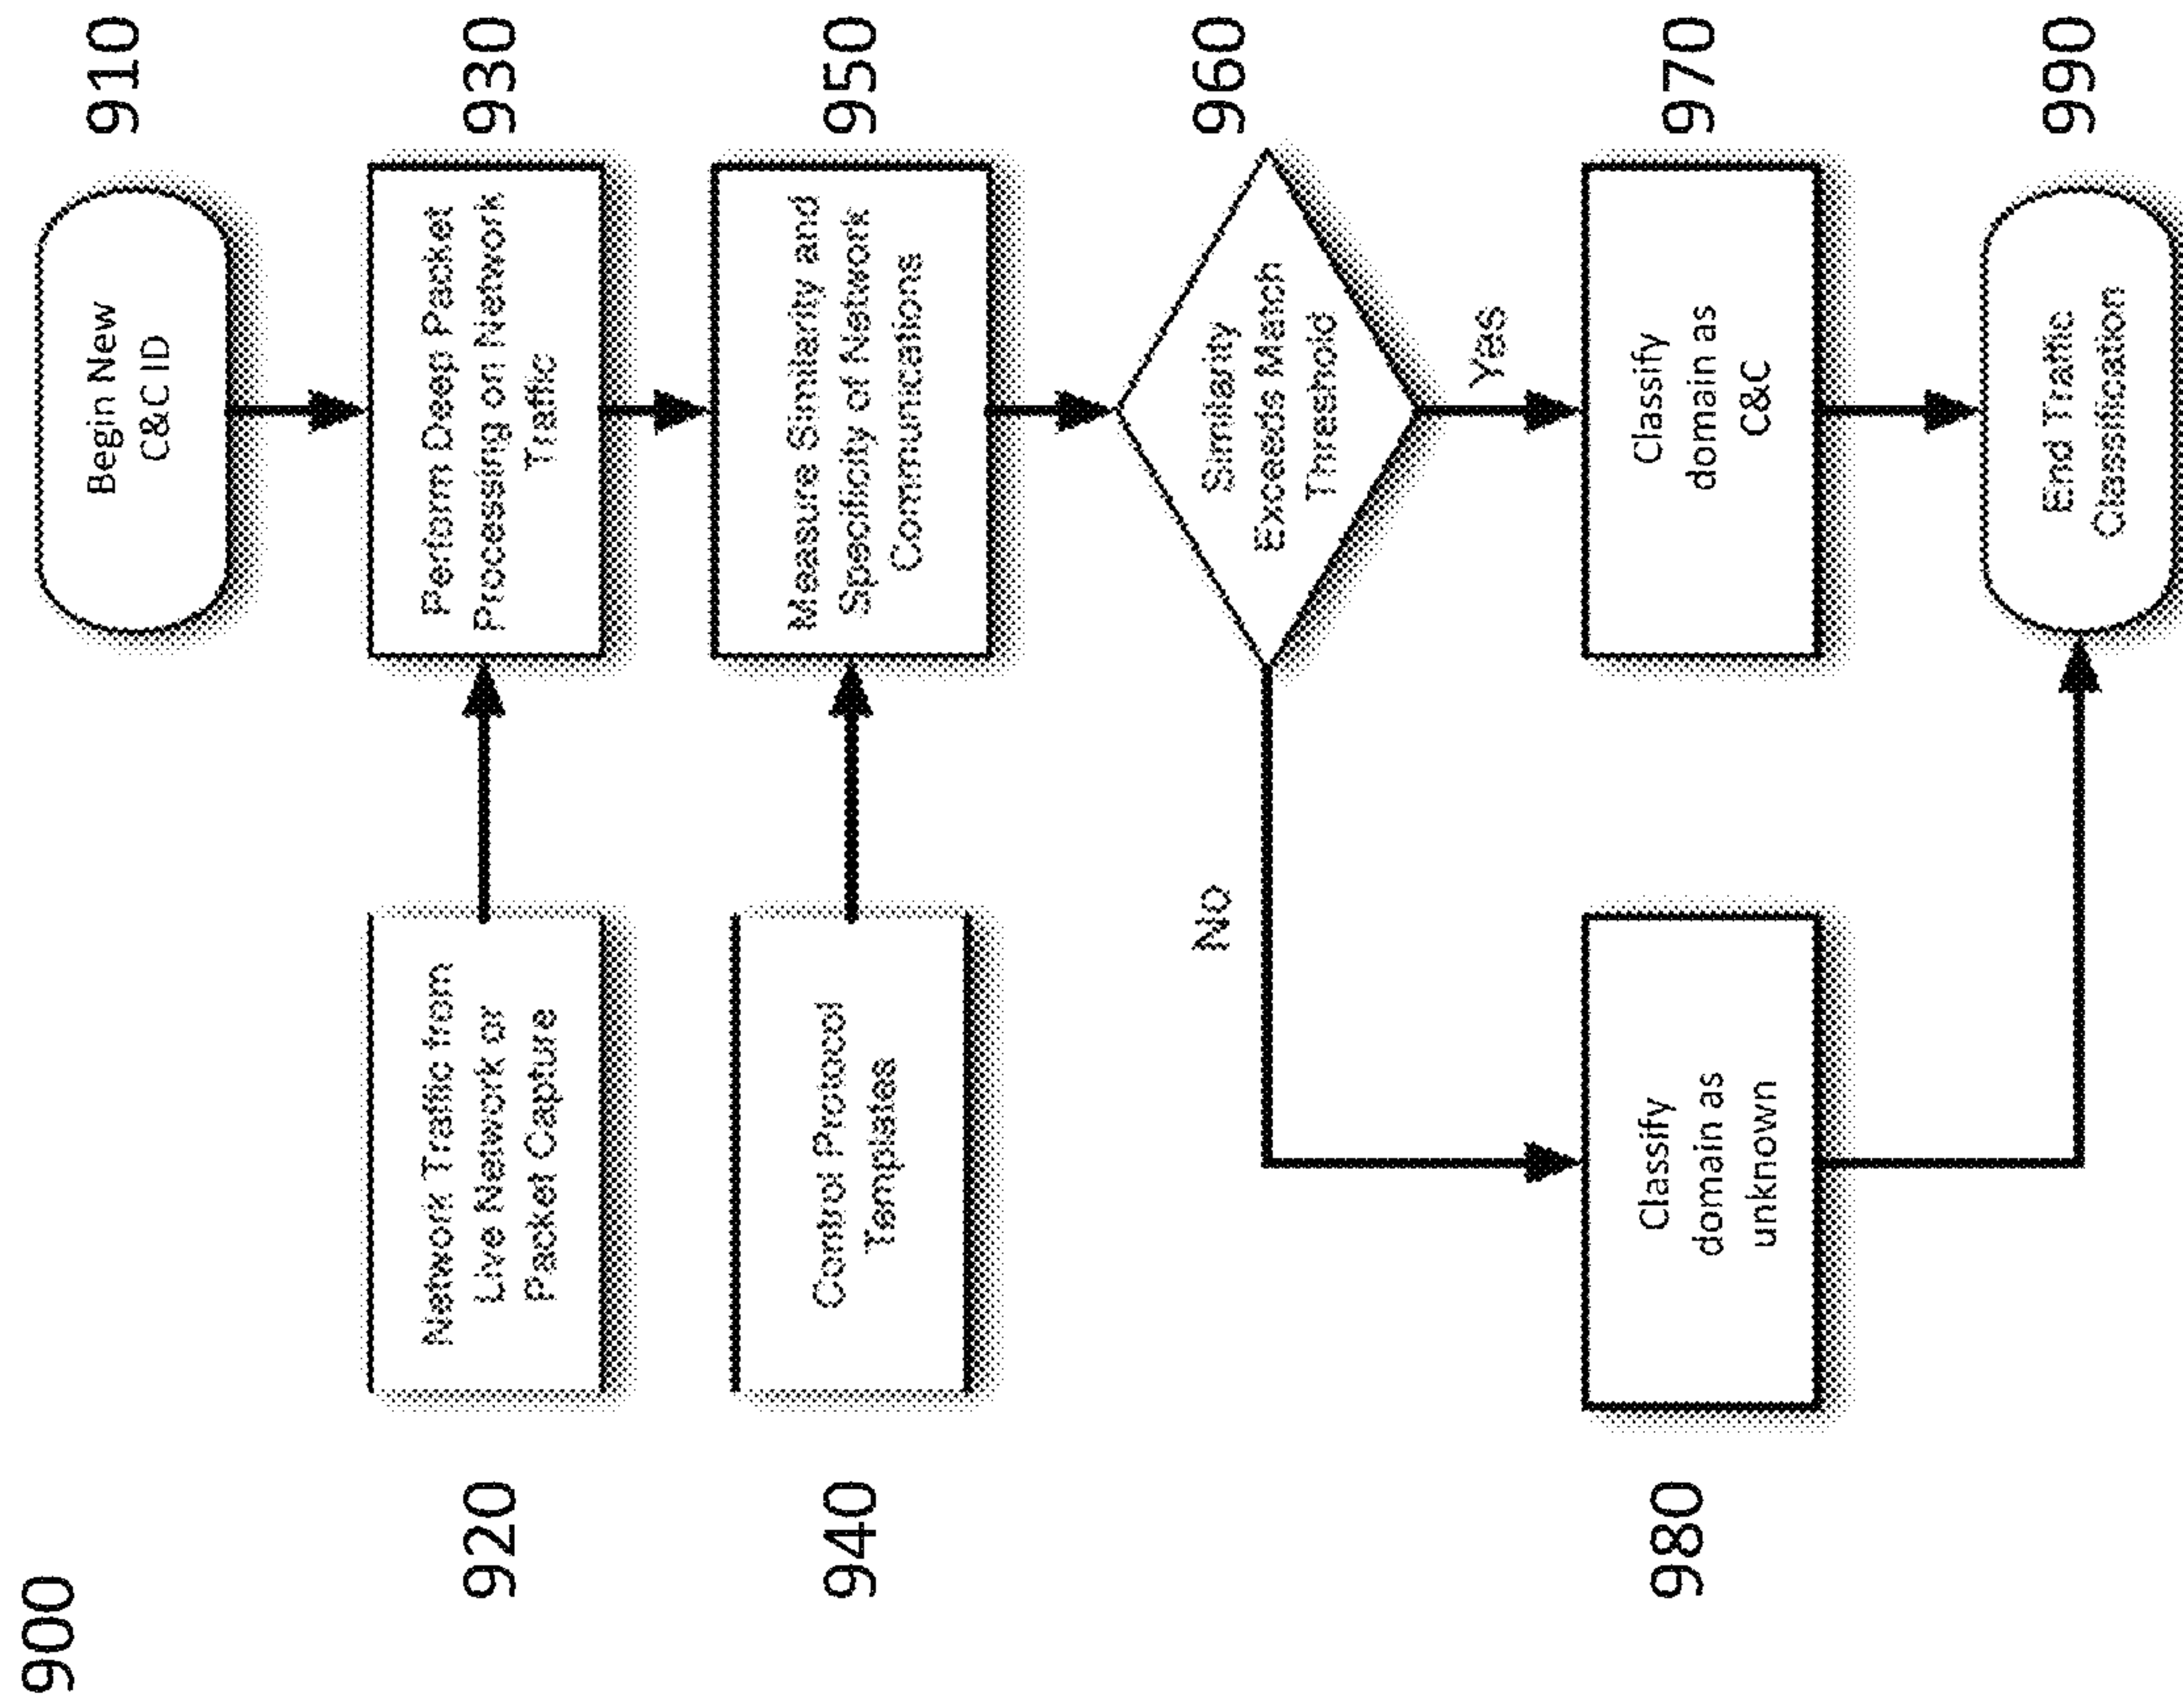 900
Begin New
C&C ID
910
920
Network Traffic from
Live Network or
Packet Capture
Perform Deep Packet
Processing on Network
Traffic
930
940
Control Protocol
Templates
Measure Similarity and
Specificity of Network
Communications
950
No
Similarity
Exceeds Match
Threshold
960
Yes
980
Classify
domain as
unknown
Classify
domain as
C&C
970
End Traffic
Classification
990